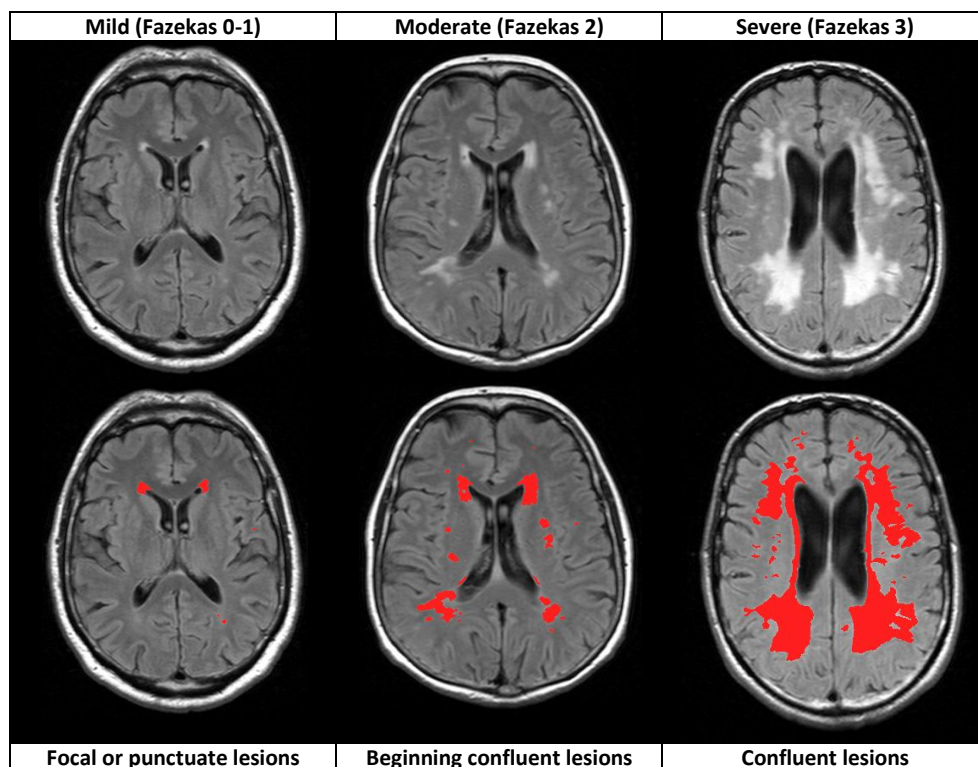 Mild (Fazekas 0-1)
Moderate (Fazekas 2)
Severe (Fazekas 3)
Focal or punctuate lesions
Beginning confluent lesions
Confluent lesions